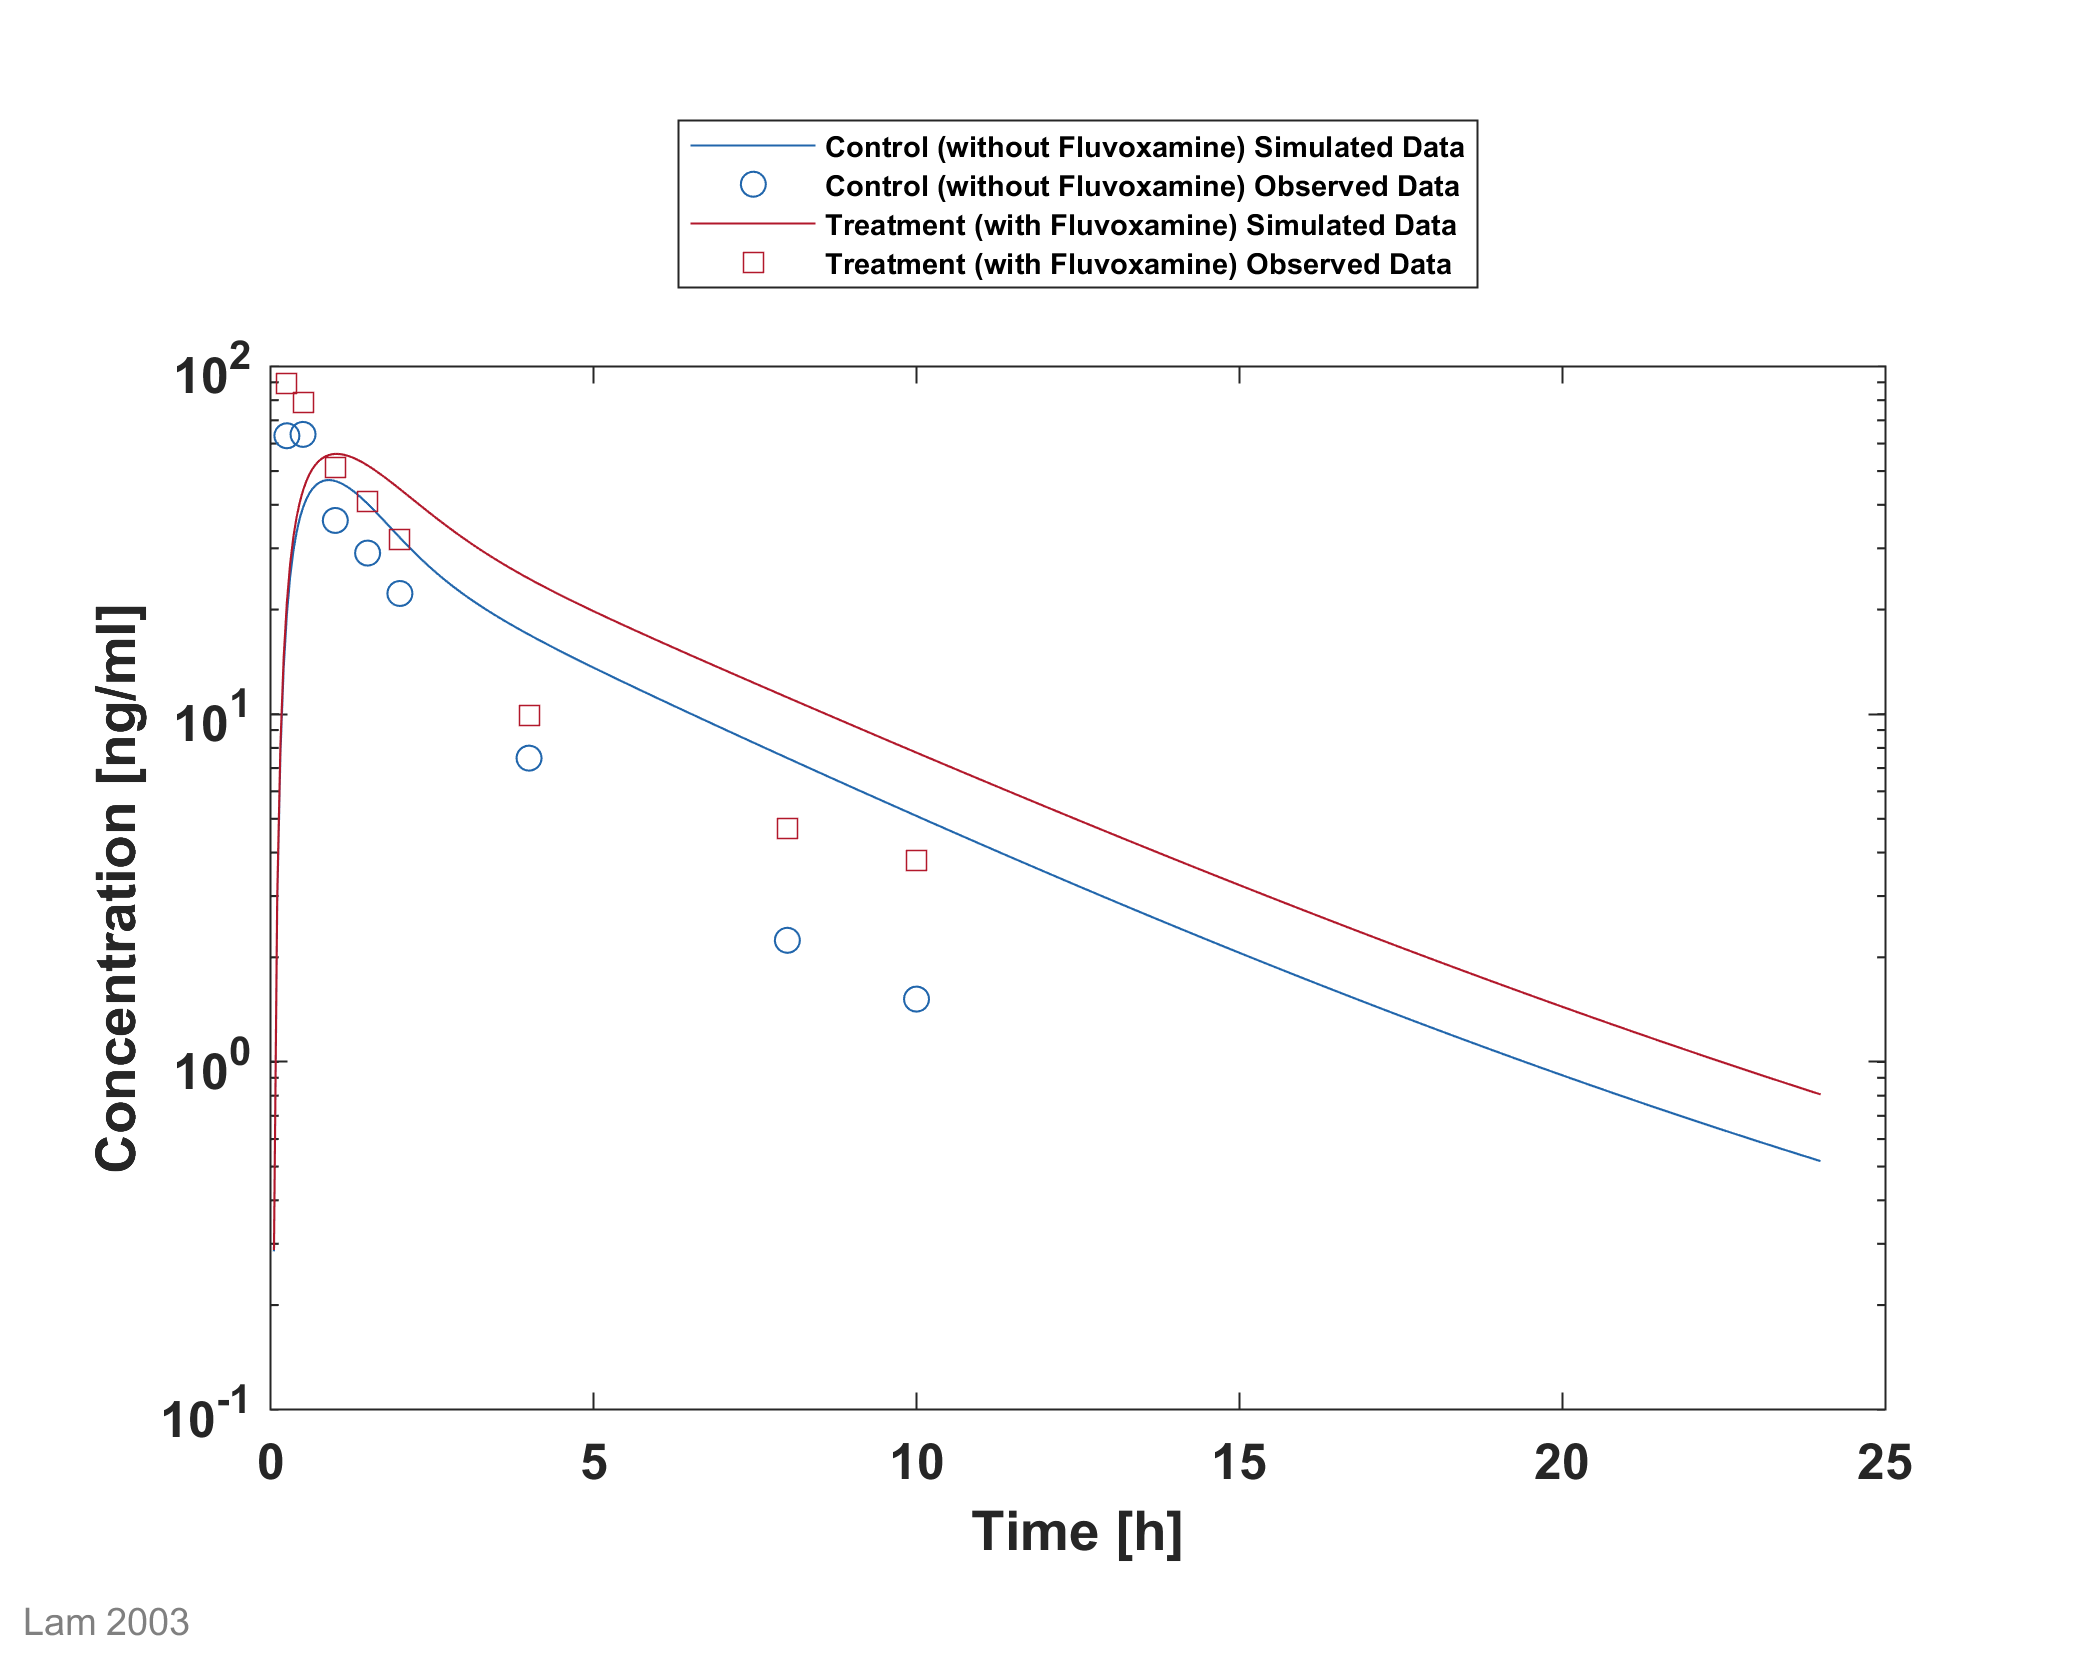 Control (without Fluvoxamine) Simulated Data
Control (without Fluvoxamine) Observed Data
Treatment (with Fluvoxamine) Simulated Data
Treatment (with Fluvoxamine) Observed Data
10^2
10^1
10^0
10^-1
Concentration [ng/ml]
0 5 10 15 20 25
Time [h]
Lam 2003